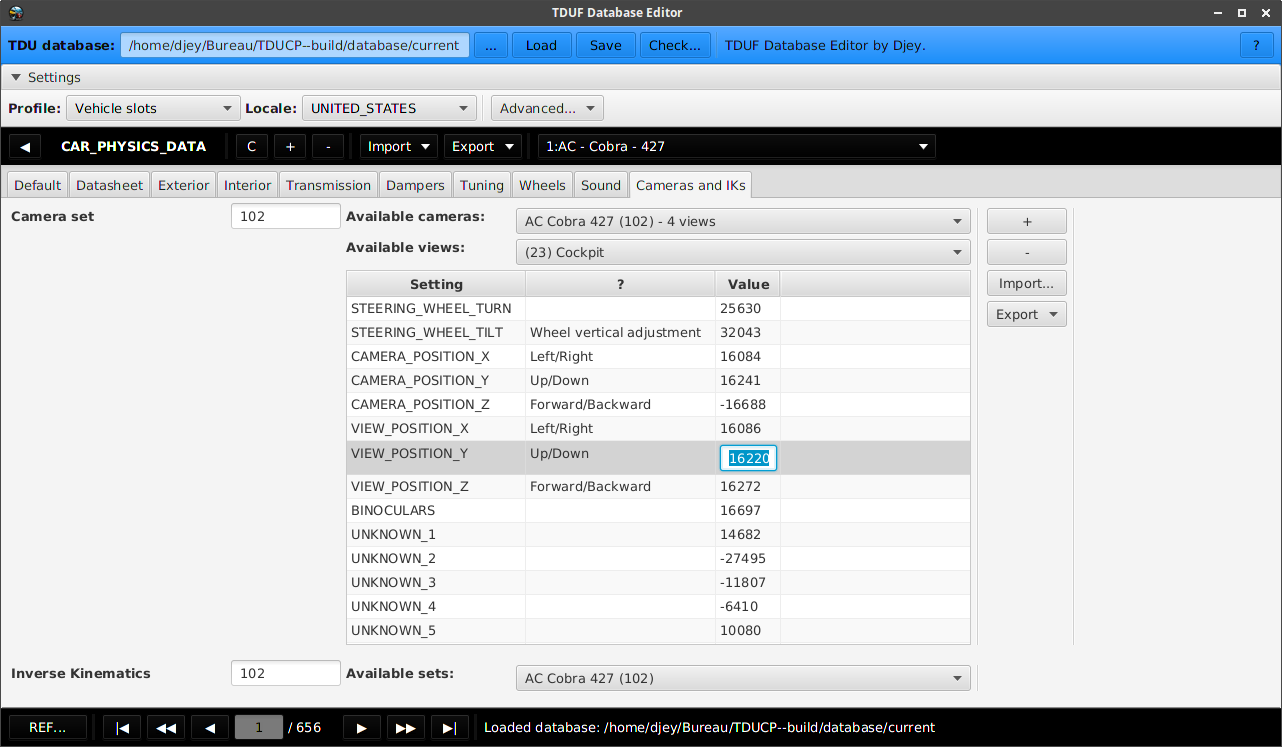 TDUF Database Editor
TDU database: /home/djey/Bureau/TDUCP--build/database/current ... Load Save Check... TDUF Database Editor by Djey. ?
Settings
Profile: Vehicle slots Locale: UNITED_STATES Advanced...
CAR_PHYSICS_DATA C + - Import Export 1:AC - Cobra - 427
Default Datasheet Exterior Interior Transmission Dampers Tuning Wheels Sound Cameras and IKs
Camera set 102 Available cameras: AC Cobra 427 (102) - 4 views +
Available views: (23) Cockpit -
Setting ? Value Import...
STEERING_WHEEL_TURN 25630 Export
STEERING_WHEEL_TILT Wheel vertical adjustment 32043
CAMERA_POSITION_X Left/Right 16084
CAMERA_POSITION_Y Up/Down 16241
CAMERA_POSITION_Z Forward/Backward -16688
VIEW_POSITION_X Left/Right 16086
VIEW_POSITION_Y Up/Down 16220
VIEW_POSITION_Z Forward/Backward 16272
BINOCULARS 16697
UNKNOWN_1 14682
UNKNOWN_2 -27495
UNKNOWN_3 -11807
UNKNOWN_4 -6410
UNKNOWN_5 10080
Inverse Kinematics 102 Available sets: AC Cobra 427 (102)
REF... 1 / 656 Loaded database: /home/djey/Bureau/TDUCP--build/database/current